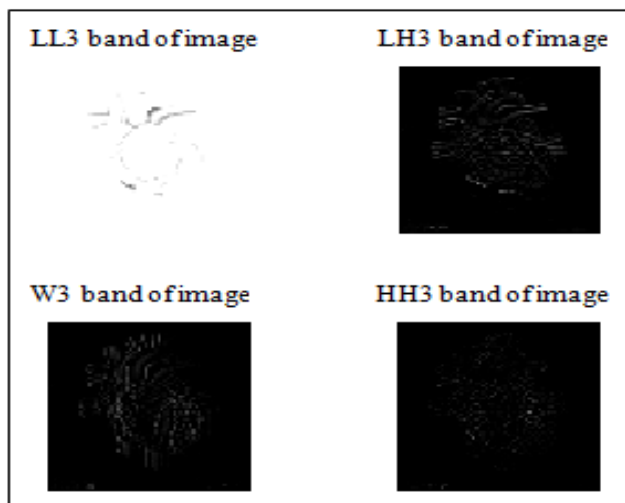 LL3 band of image
LH3 band of image
W3 band of image
HH3 band of image